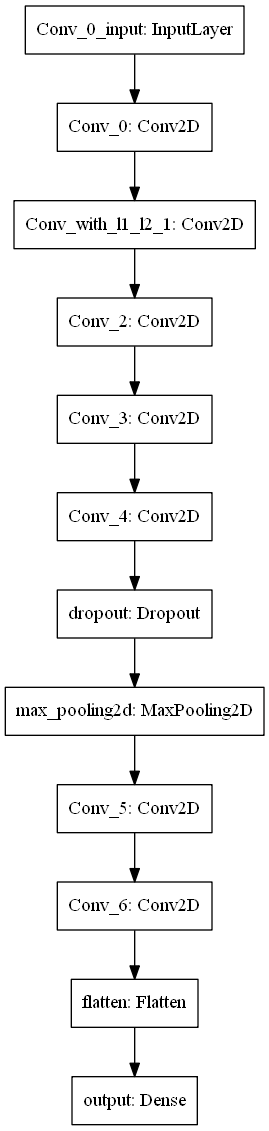 Conv_0_input: InputLayer
Conv_0: Conv2D
Conv_with_l1_l2_1: Conv2D
Conv_2: Conv2D
Conv_3: Conv2D
Conv_4: Conv2D
dropout: Dropout
max_pooling2d: MaxPooling2D
Conv_5: Conv2D
Conv_6: Conv2D
flatten: Flatten
output: Dense